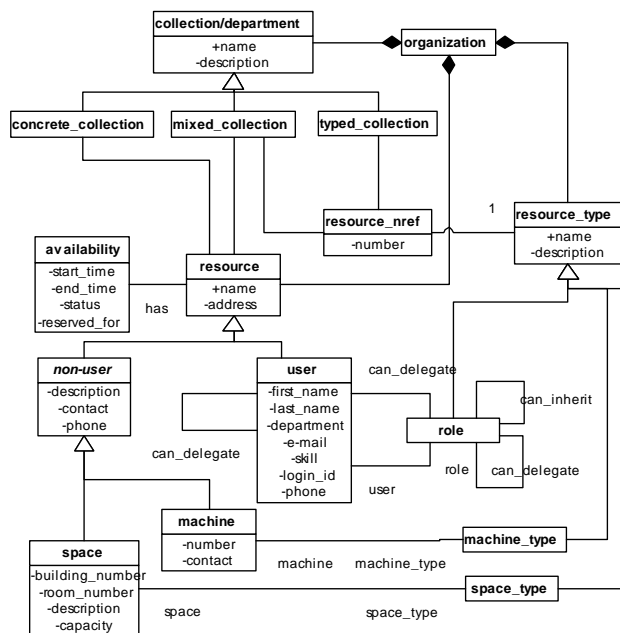 collection/department
+name
-description
organization
concrete_collection
mixed_collection
typed_collection
resource_nref
-number
1
resource_type
+name
-description
availability
-start_time
-end_time
-status
-reserved_for
has
resource
+name
-address
non-user
-description
-contact
-phone
user
-first_name
-last_name
-department
-e-mail
-skill
-login_id
-phone
can_delegate
can_delegate
user
role
can_inherit
role
can_delegate
machine
-number
-contact
machine
machine_type
machine_type
space
-building_number
-room_number
-description
-capacity
space
space_type
space_type